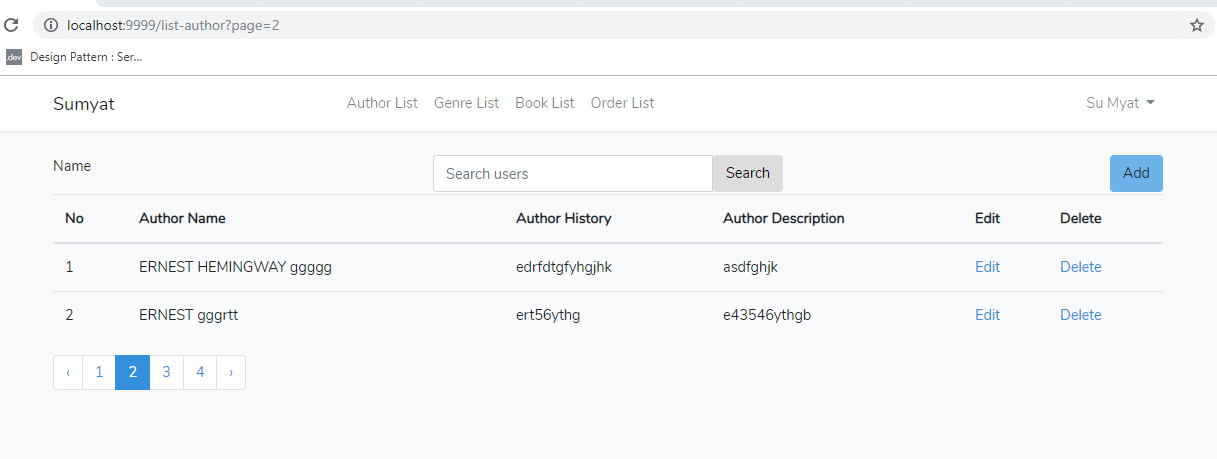 localhost:9999/list-author?page=2
.dev Design Pattern : Ser...
Sumyat Author List Genre List Book List Order List Su Myat
Name Search users Search Add
No Author Name Author History Author Description Edit Delete
1 ERNEST HEMINGWAY ggggg edrfdtgfyhgjhk asdfghjk Edit Delete
2 ERNEST gggrtt ert56ythg e43546ythgb Edit Delete
‹ 1 2 3 4 ›